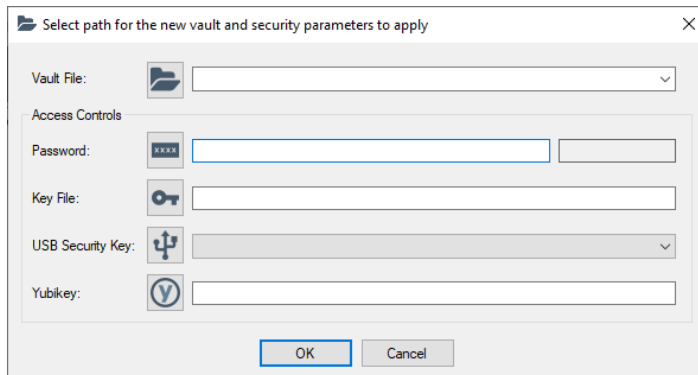 Select path for the new vault and security parameters to apply
Vault File:
Access Controls
Password:
xxxx
Key File:
USB Security Key:
Yubikey:
y
OK
Cancel